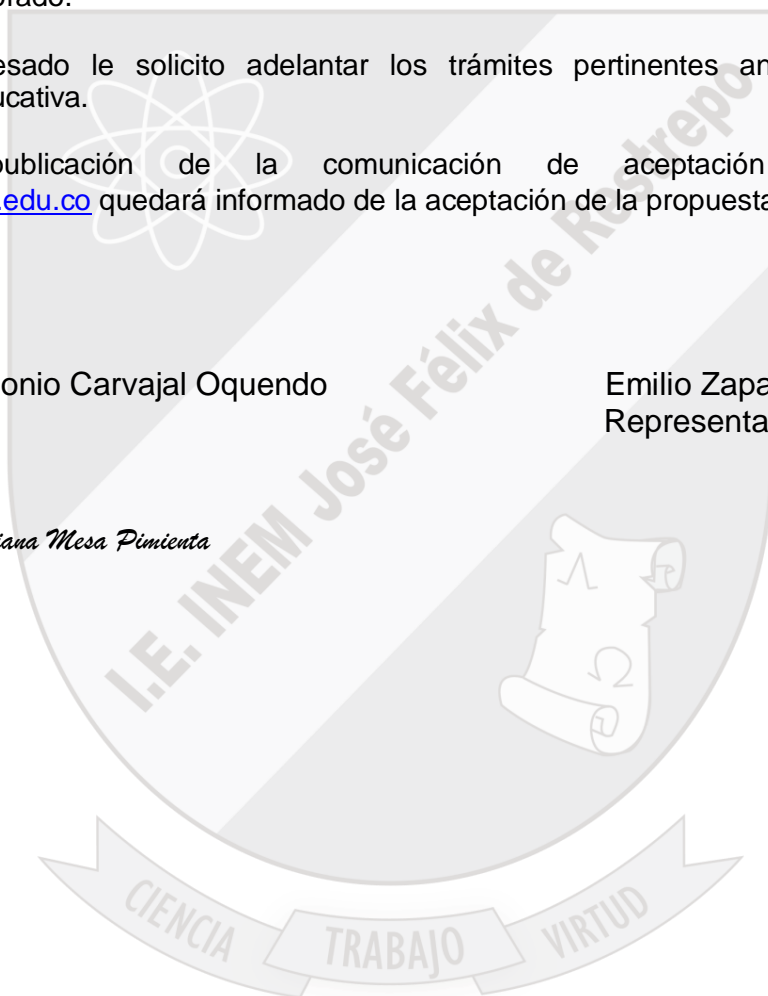 orado.
esado le solicito adelantar los trámites pertinentes an
ucativa.
publicación de la comunicación de aceptación
.edu.co quedará informado de la aceptación de la propuesta
onio Carvajal Oquendo Emilio Zapa
Representa
iana Mesa Pimienta
I.E. INEM José Félix de Restrepo
CIENCIA TRABAJO VIRTUD